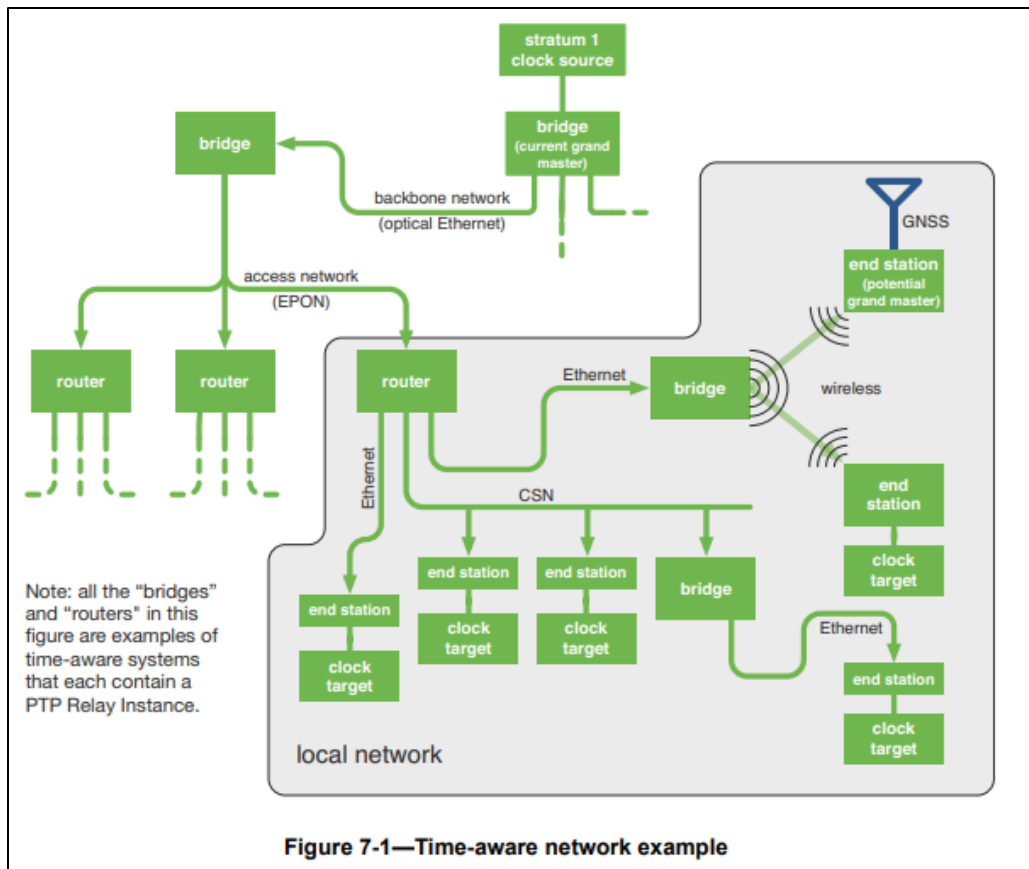 stratum 1
clock source
bridge
(current grand
master)
bridge
backbone network
(optical Ethernet)
GNSS
end station
(potential
grand master)
access network
(EPON)
router
router
router
Ethernet
bridge
wireless
Ethernet
CSN
end
station
clock
target
end station
clock
target
end station
clock
target
bridge
Ethernet
end station
clock
target
end station
clock
target
Note: all the “bridges”
and “routers" in this
figure are examples of
time-aware systems
that each contain a
PTP Relay Instance.
local network
Figure 7-1—Time-aware network example